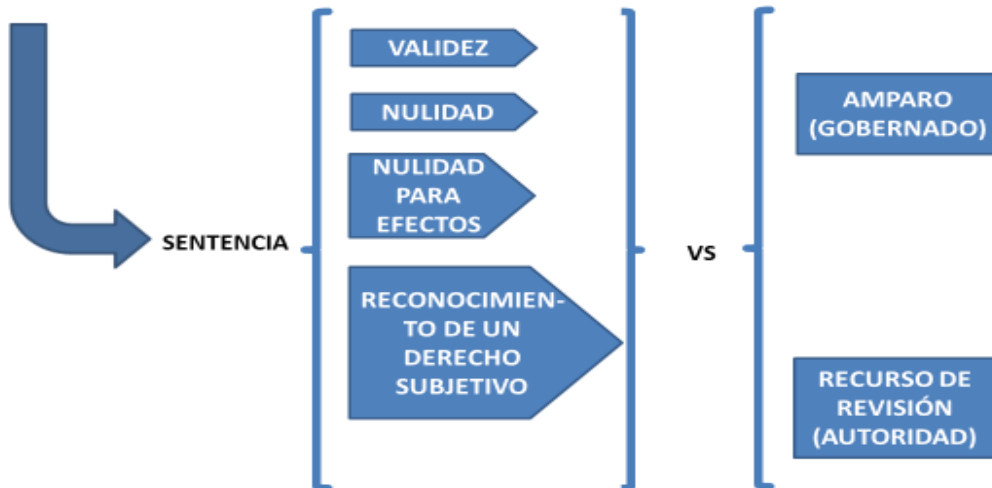 SENTENCIA
VALIDEZ
NULIDAD
NULIDAD
PARA
EFECTOS
RECONOCIMIEN-
TO DE UN
DERECHO
SUBJETIVO
VS
AMPARO
(GOBERNADO)
RECURSO DE
REVISIÓN
(AUTORIDAD)